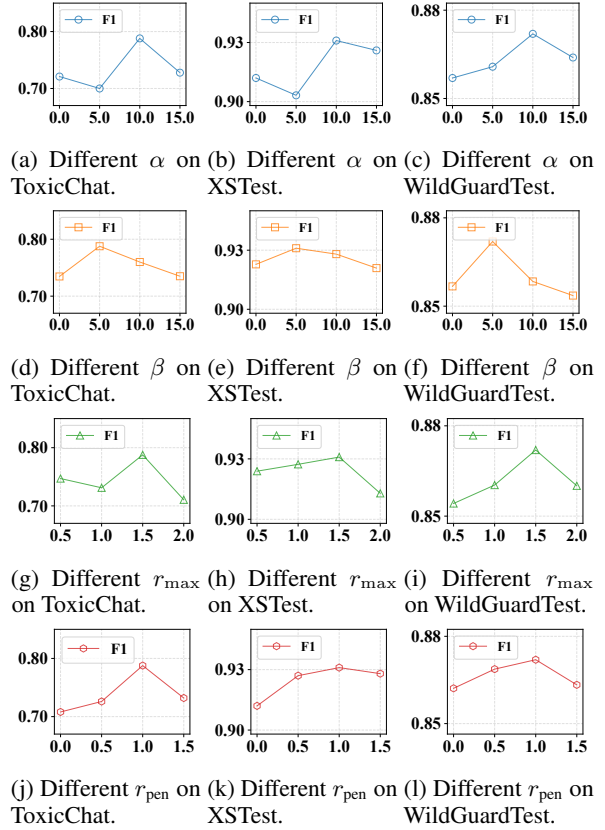 F1
0.80
0.70
0.0 5.0 10.0 15.0
F1
0.93
0.90
0.0 5.0 10.0 15.0
F1
0.88
0.85
0.0 5.0 10.0 15.0
(a) Different α on
ToxicChat.
(b) Different α on
XSTest.
(c) Different α on
WildGuardTest.
F1
0.80
0.70
0.0 5.0 10.0 15.0
F1
0.93
0.90
0.0 5.0 10.0 15.0
F1
0.88
0.85
0.0 5.0 10.0 15.0
(d) Different β on
ToxicChat.
(e) Different β on
XSTest.
(f) Different β on
WildGuardTest.
F1
0.80
0.70
0.5 1.0 1.5 2.0
F1
0.93
0.90
0.5 1.0 1.5 2.0
F1
0.88
0.85
0.5 1.0 1.5 2.0
(g) Different r_max
on ToxicChat.
(h) Different r_max
on XSTest.
(i) Different r_max
on WildGuardTest.
F1
0.80
0.70
0.0 0.5 1.0 1.5
F1
0.93
0.90
0.0 0.5 1.0 1.5
F1
0.88
0.85
0.0 0.5 1.0 1.5
(j) Different r_pen on
ToxicChat.
(k) Different r_pen on
XSTest.
(l) Different r_pen on
WildGuardTest.